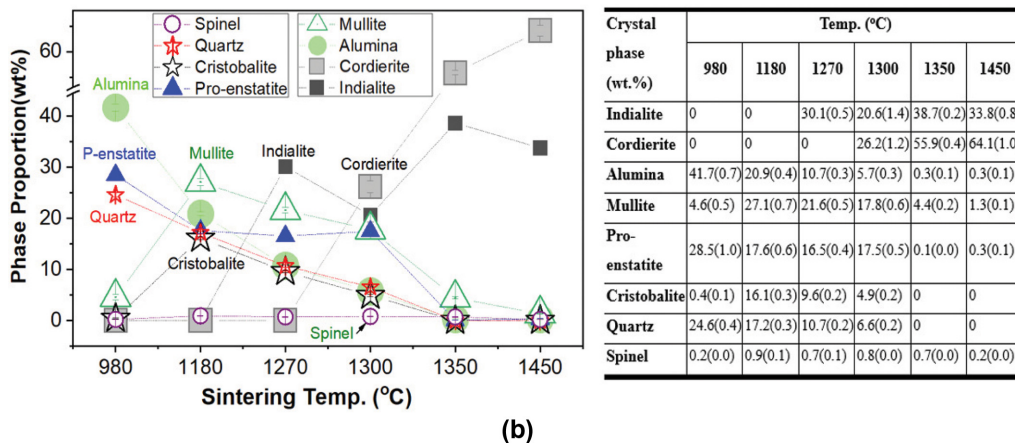 Spinel
Quartz
Cristobalite
Pro-enstatite
Mullite
Alumina
Cordierite
Indialite
Phase Proportion(wt%)
60
40
30
20
10
0
Alumina
P-enstatite
Quartz
Mullite
Cristobalite
Indialite
Cordierite
Spinel
980 1180 1270 1300 1350 1450
Sintering Temp. (°C)
Crystal phase (wt.%) Temp. (°C)
980 1180 1270 1300 1350 1450
Indialite 0 0 30.1(0.5) 20.6(1.4) 38.7(0.2) 33.8(0.8
Cordierite 0 0 0 26.2(1.2) 55.9(0.4) 64.1(1.0
Alumina 41.7(0.7) 20.9(0.4) 10.7(0.3) 5.7(0.3) 0.3(0.1) 0.3(0.1)
Mullite 4.6(0.5) 27.1(0.7) 21.6(0.5) 17.8(0.6) 4.4(0.2) 1.3(0.1)
Pro-enstatite 28.5(1.0) 17.6(0.6) 16.5(0.4) 17.5(0.5) 0.1(0.0) 0.3(0.1)
Cristobalite 0.4(0.1) 16.1(0.3) 9.6(0.2) 4.9(0.2) 0 0
Quartz 24.6(0.4) 17.2(0.3) 10.7(0.2) 6.6(0.2) 0 0
Spinel 0.2(0.0) 0.9(0.1) 0.7(0.1) 0.8(0.0) 0.7(0.0) 0.2(0.0)
(b)